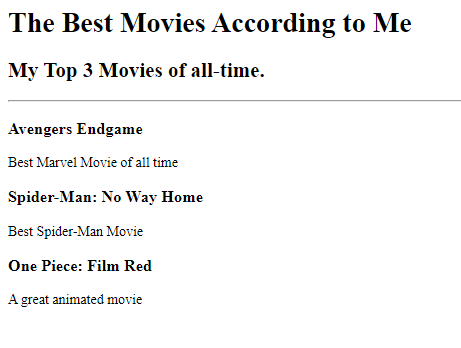 The Best Movies According to Me
My Top 3 Movies of all-time.
Avengers Endgame
Best Marvel Movie of all time
Spider-Man: No Way Home
Best Spider-Man Movie
One Piece: Film Red
A great animated movie